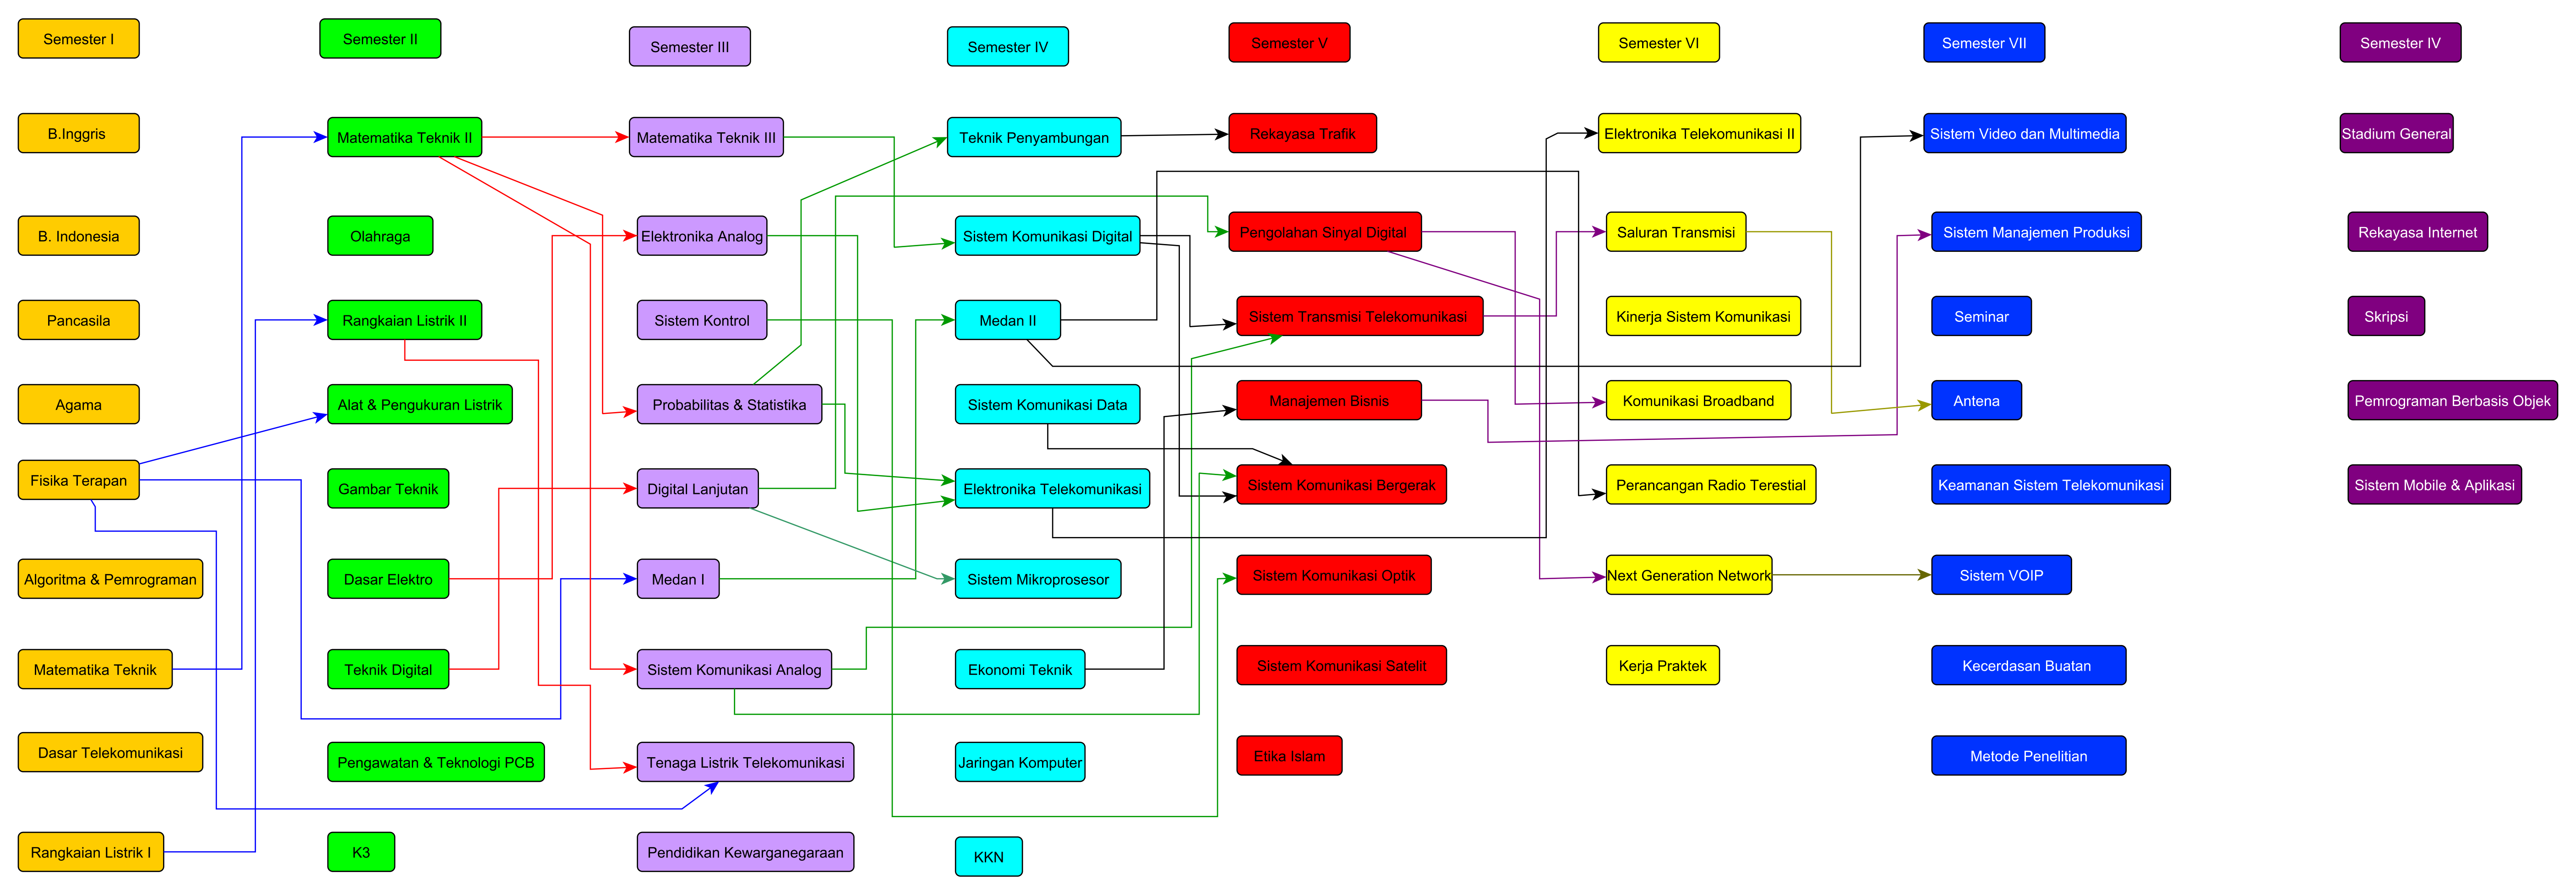 Semester I
Semester II
Semester III
Semester IV
Semester V
Semester VI
Semester VII
Semester IV
B.Inggris
Matematika Teknik II
Matematika Teknik III
Teknik Penyambungan
Rekayasa Trafik
Elektronika Telekomunikasi II
Sistem Video dan Multimedia
Stadium General
B. Indonesia
Olahraga
Elektronika Analog
Sistem Komunikasi Digital
Pengolahan Sinyal Digital
Saluran Transmisi
Sistem Manajemen Produksi
Rekayasa Internet
Pancasila
Rangkaian Listrik II
Sistem Kontrol
Medan II
Sistem Transmisi Telekomunikasi
Kinerja Sistem Komunikasi
Seminar
Skripsi
Agama
Alat & Pengukuran Listrik
Probabilitas & Statistika
Sistem Komunikasi Data
Manajemen Bisnis
Komunikasi Broadband
Antena
Pemrograman Berbasis Objek
Fisika Terapan
Gambar Teknik
Digital Lanjutan
Elektronika Telekomunikasi
Sistem Komunikasi Bergerak
Perancangan Radio Terestial
Keamanan Sistem Telekomunikasi
Sistem Mobile & Aplikasi
Algoritma & Pemrograman
Dasar Elektro
Medan I
Sistem Mikroprosesor
Sistem Komunikasi Optik
Next Generation Network
Sistem VOIP
Matematika Teknik
Teknik Digital
Sistem Komunikasi Analog
Ekonomi Teknik
Sistem Komunikasi Satelit
Kerja Praktek
Kecerdasan Buatan
Dasar Telekomunikasi
Pengawatan & Teknologi PCB
Tenaga Listrik Telekomunikasi
Jaringan Komputer
Etika Islam
Metode Penelitian
Rangkaian Listrik I
K3
Pendidikan Kewarganegaraan
KKN